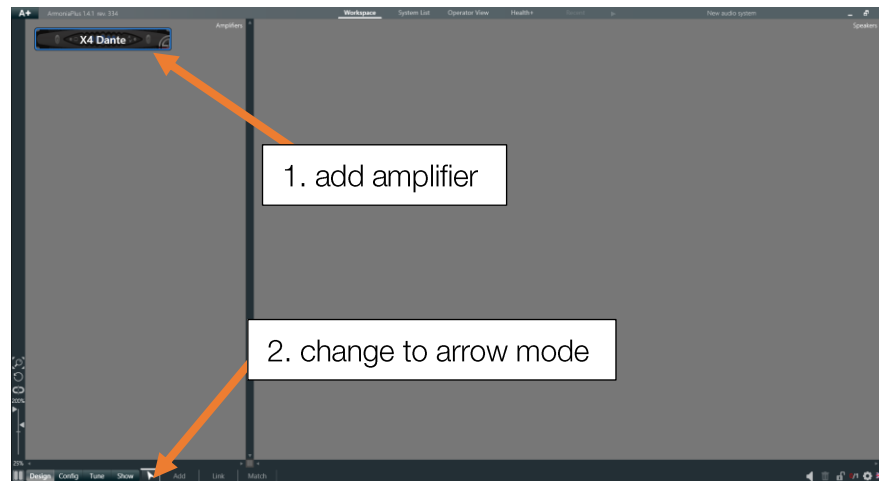 A+ ArmoníaPlus 1.4.1 rev. 334 Workspace System List Operator View Health+ New audio system
Amplifiers Speakers
X4 Dante
1. add amplifier
2. change to arrow mode
200%
25%
Design Config Tune Show Add Link Match